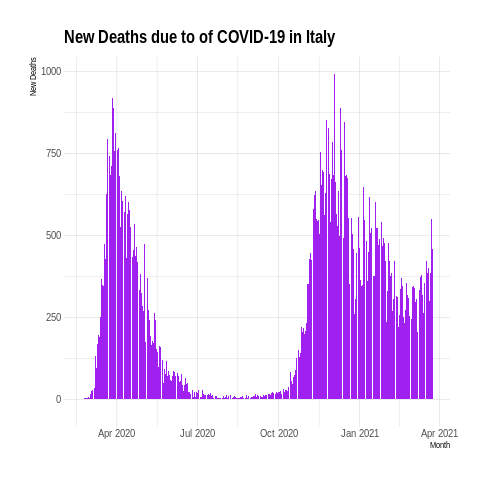 New Deaths due to of COVID-19 in Italy
New Deaths
1000
750
500
250
0
Apr 2020
Jul 2020
Oct 2020
Jan 2021
Apr 2021
Month